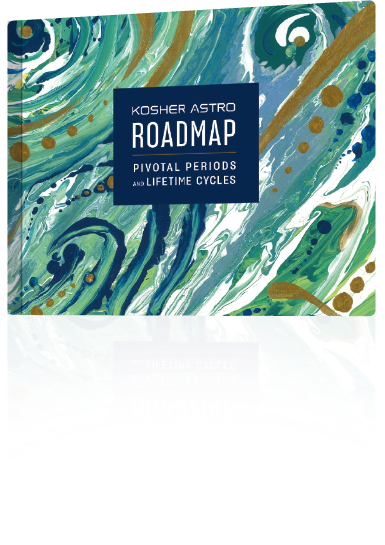 KOSHER ASTRO
ROADMAP
PIVOTAL PERIODS
AND LIFETIME CYCLES